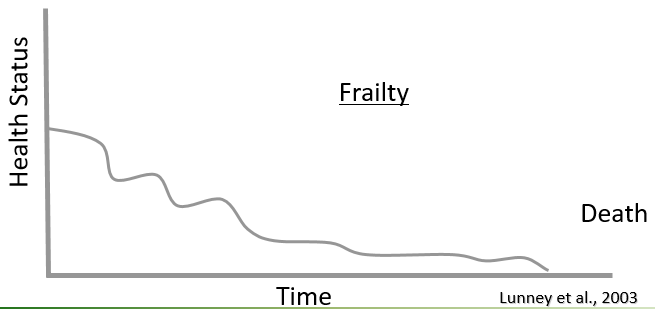 Health Status
Frailty
Death
Time
Lunney et al., 2003